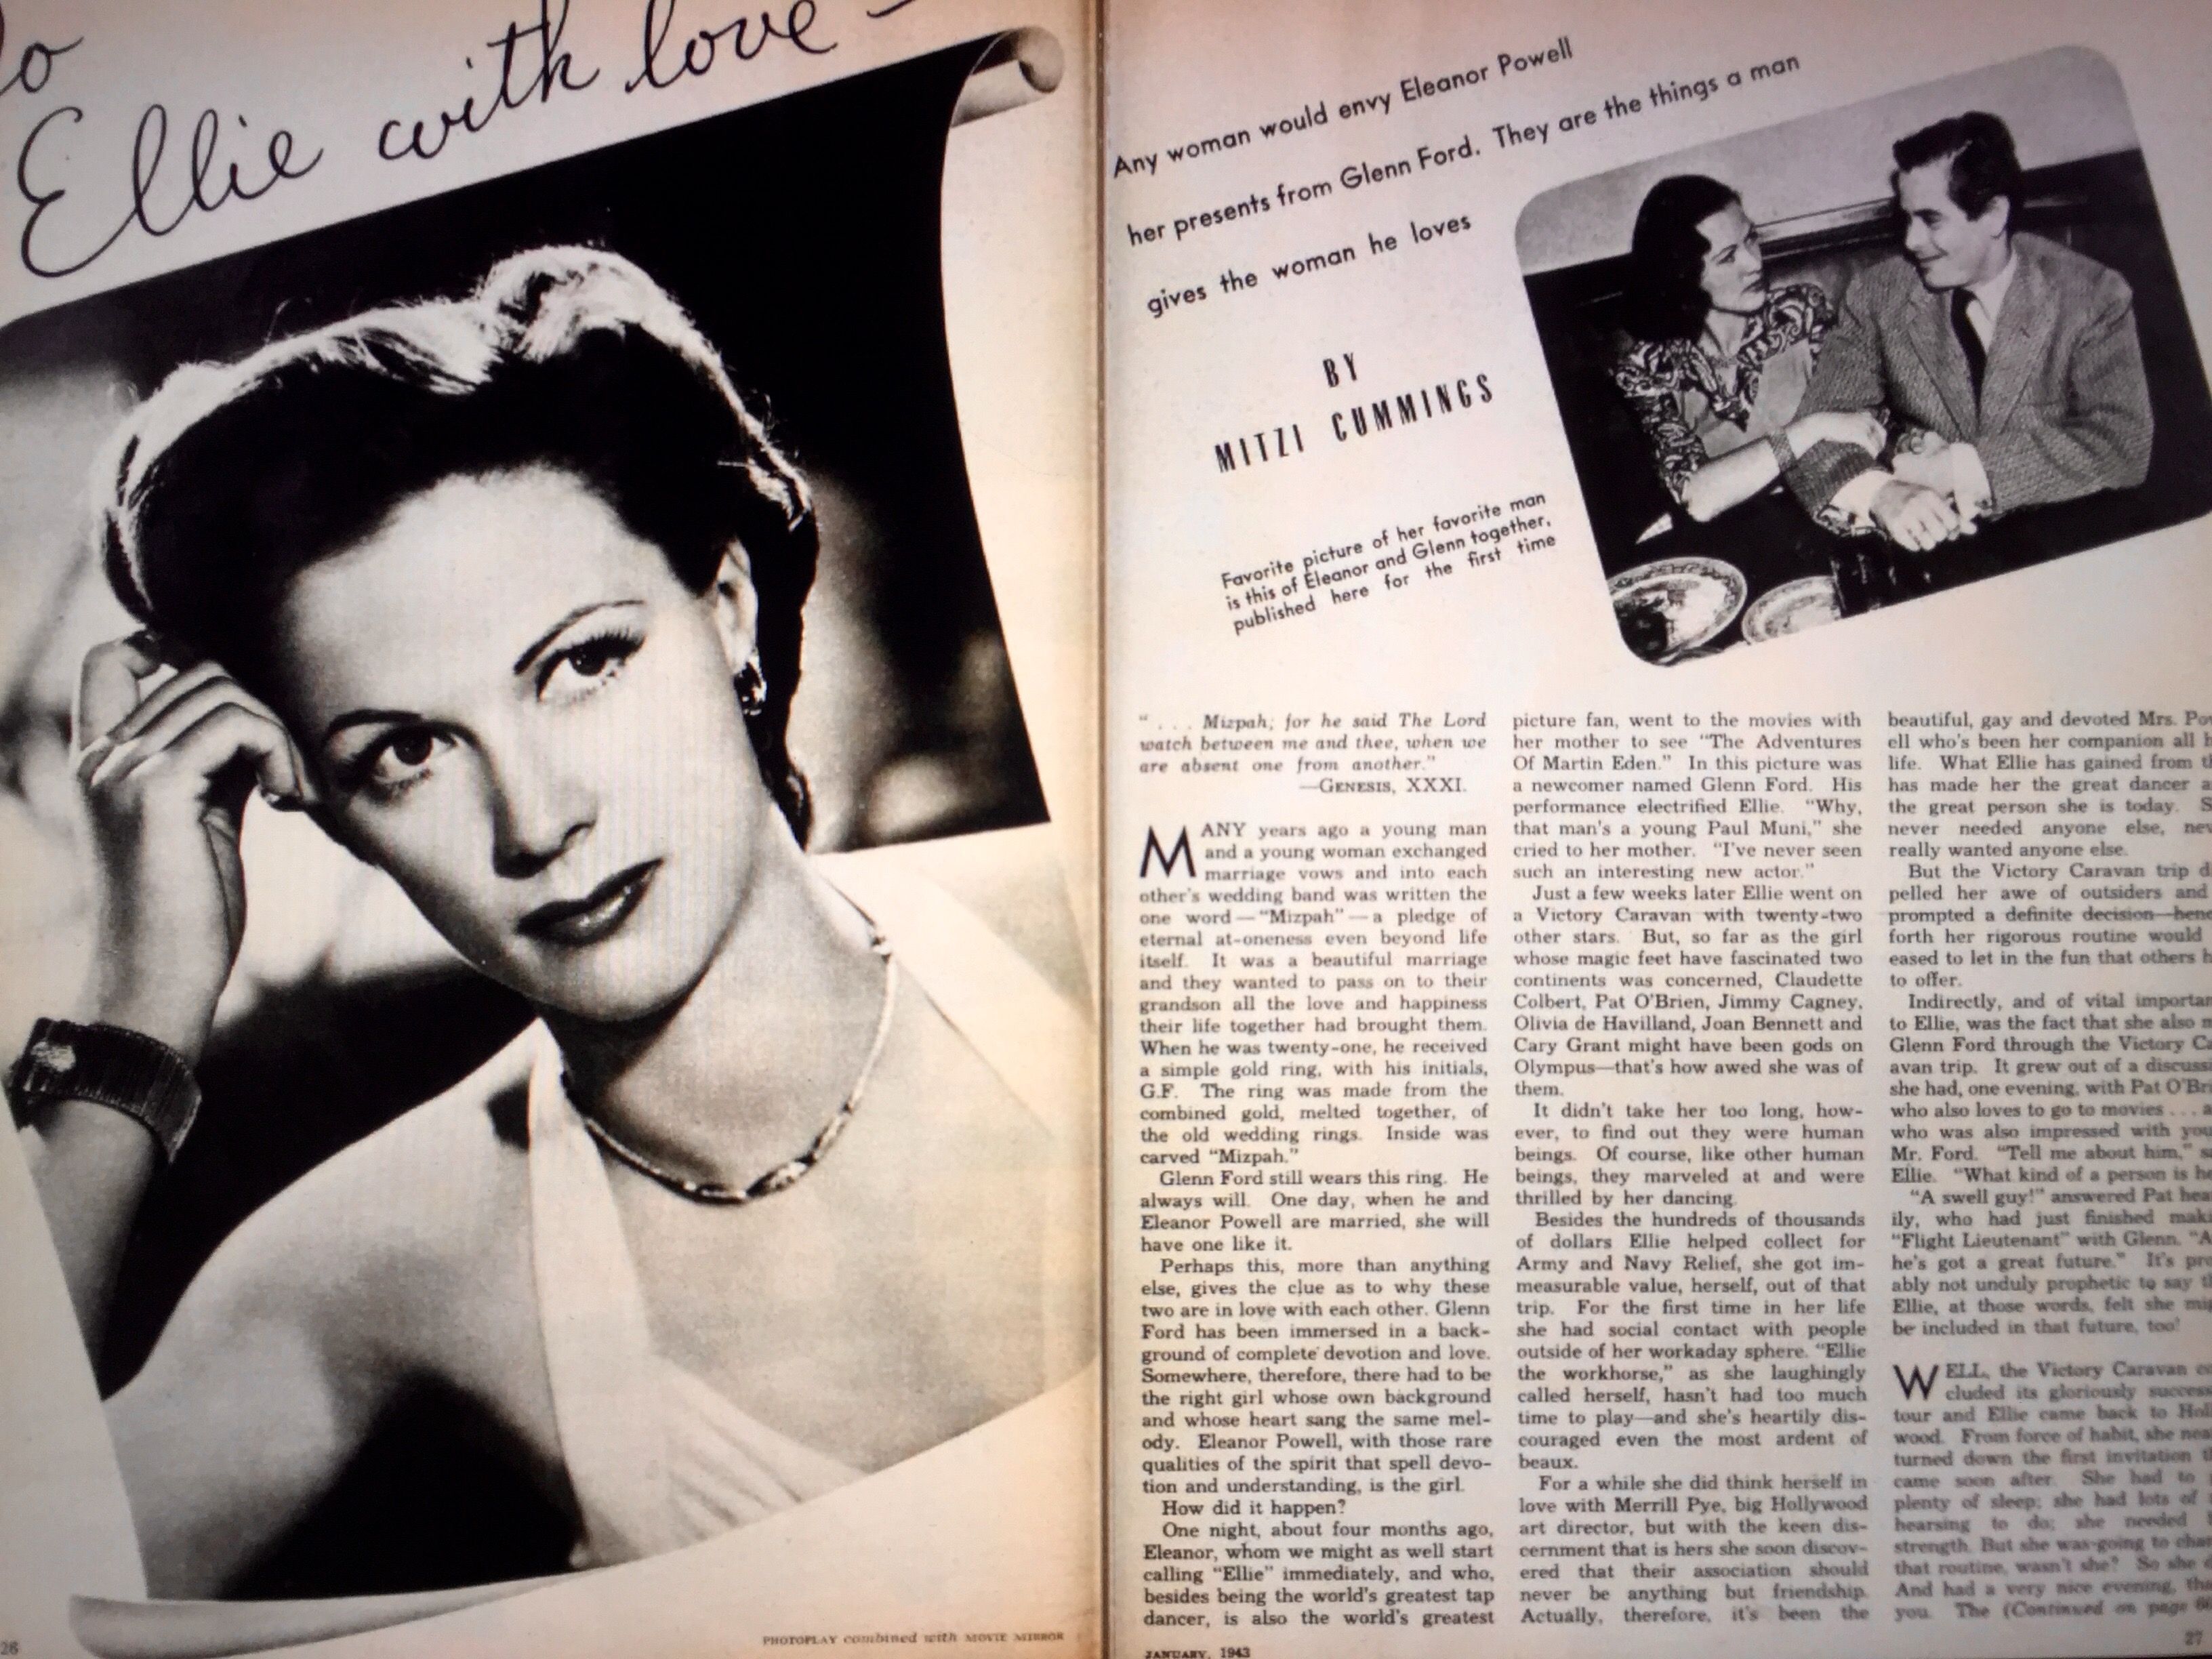 Ellie with love
Any woman would envy Eleanor Powell
her presents from Glenn Ford. They are the things a man
gives the woman he loves
BY
MITZI CUMMINGS
Favorite picture of her favorite man
is this of Eleanor and Glenn together,
published here for the first time
" . . . Mizpah; for he said The Lord
watch between me and thee, when we
are absent one from another."
—GENESIS, XXXI.
MANY years ago a young man
and a young woman exchanged
marriage vows and into each
other's wedding band was written the
one word—"Mizpah"—a pledge of
eternal at-oneness even beyond life
itself. It was a beautiful marriage
and they wanted to pass on to their
grandson all the love and happiness
their life together had brought them.
When he was twenty-one, he received
a simple gold ring, with his initials,
G.F. The ring was made from the
combined gold, melted together, of
the old wedding rings. Inside was
carved "Mizpah."
Glenn Ford still wears this ring. He
always will. One day, when he and
Eleanor Powell are married, she will
have one like it.
Perhaps this, more than anything
else, gives the clue as to why these
two are in love with each other. Glenn
Ford has been immersed in a back-
ground of complete devotion and love.
Somewhere, therefore, there had to be
the right girl whose own background
and whose heart sang the same mel-
ody. Eleanor Powell, with those rare
qualities of the spirit that spell devo-
tion and understanding, is the girl.
How did it happen?
One night, about four months ago,
Eleanor, whom we might as well start
calling "Ellie" immediately, and who,
besides being the world's greatest tap
dancer, is also the world's greatest
picture fan, went to the movies with
her mother to see "The Adventures
Of Martin Eden." In this picture was
a newcomer named Glenn Ford. His
performance electrified Ellie. "Why,
that man's a young Paul Muni," she
cried to her mother. "I've never seen
such an interesting new actor."
Just a few weeks later Ellie went on
a Victory Caravan with twenty-two
other stars. But, so far as the girl
whose magic feet have fascinated two
continents was concerned, Claudette
Colbert, Pat O'Brien, Jimmy Cagney,
Olivia de Havilland, Joan Bennett and
Cary Grant might have been gods on
Olympus—that's how awed she was of
them.
It didn't take her too long, how-
ever, to find out they were human
beings. Of course, like other human
beings, they marveled at and were
thrilled by her dancing.
Besides the hundreds of thousands
of dollars Ellie helped collect for
Army and Navy Relief, she got im-
measurable value, herself, out of that
trip. For the first time in her life
she had social contact with people
outside of her workaday sphere. "Ellie
the workhorse," as she laughingly
called herself, hasn't had too much
time to play—and she's heartily dis-
couraged even the most ardent of
beaux.
For a while she did think herself in
love with Merrill Pye, big Hollywood
art director, but with the keen dis-
cernment that is hers she soon discov-
ered that their association should
never be anything but friendship.
Actually, therefore, it's been the
beautiful, gay and devoted Mrs.
ell who's been her companion all
life. What Ellie has gained from
has made her the great dancer
the great person she is today.
never needed anyone else,
really wanted anyone else.
But the Victory Caravan trip
pelled her awe of outsiders and
prompted a definite decision—
forth her rigorous routine would
eased to let in the fun that others
to offer.
Indirectly, and of vital
to Ellie, was the fact that she also
Glenn Ford through the Victory
avan trip. It grew out of a
she had, one evening, with Pat
who also loves to go to movies . . .
who was also impressed with
Mr. Ford. "Tell me about him,"
Ellie. "What kind of a person is
"A swell guy!" answered Pat
ily, who had just finished
"Flight Lieutenant" with Glenn.
he's got a great future." It's
ably not unduly prophetic to say
Ellie, at those words, felt she
be included in that future, too!
WELL, the Victory Caravan
cluded its gloriously
tour and Ellie came back to
wood. From force of habit, she
turned down the first invitation
came soon after. She had to
plenty of sleep; she had lots of
hearsing to do; she needed
strength. But she was going to
that routine, wasn't she? So she
And had a very nice evening,
you. The (Continued on page
26
PHOTOPLAY combined with MOVIE MIRROR
JANUARY, 1943
27